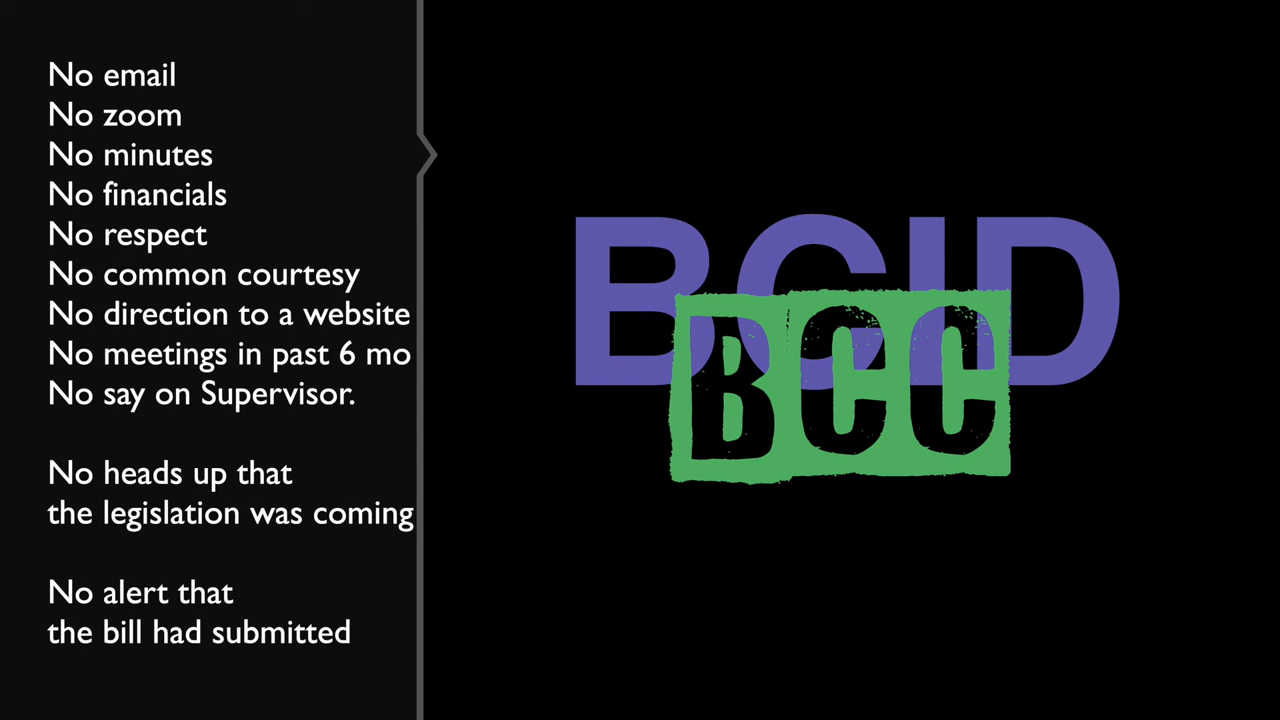 No email
No zoom
No minutes
No financials
No respect
No common courtesy
No direction to a website
No meetings in past 6 mo
No say on Supervisor.
No heads up that
the legislation was coming
No alert that
the bill had submitted
BGID
BCC